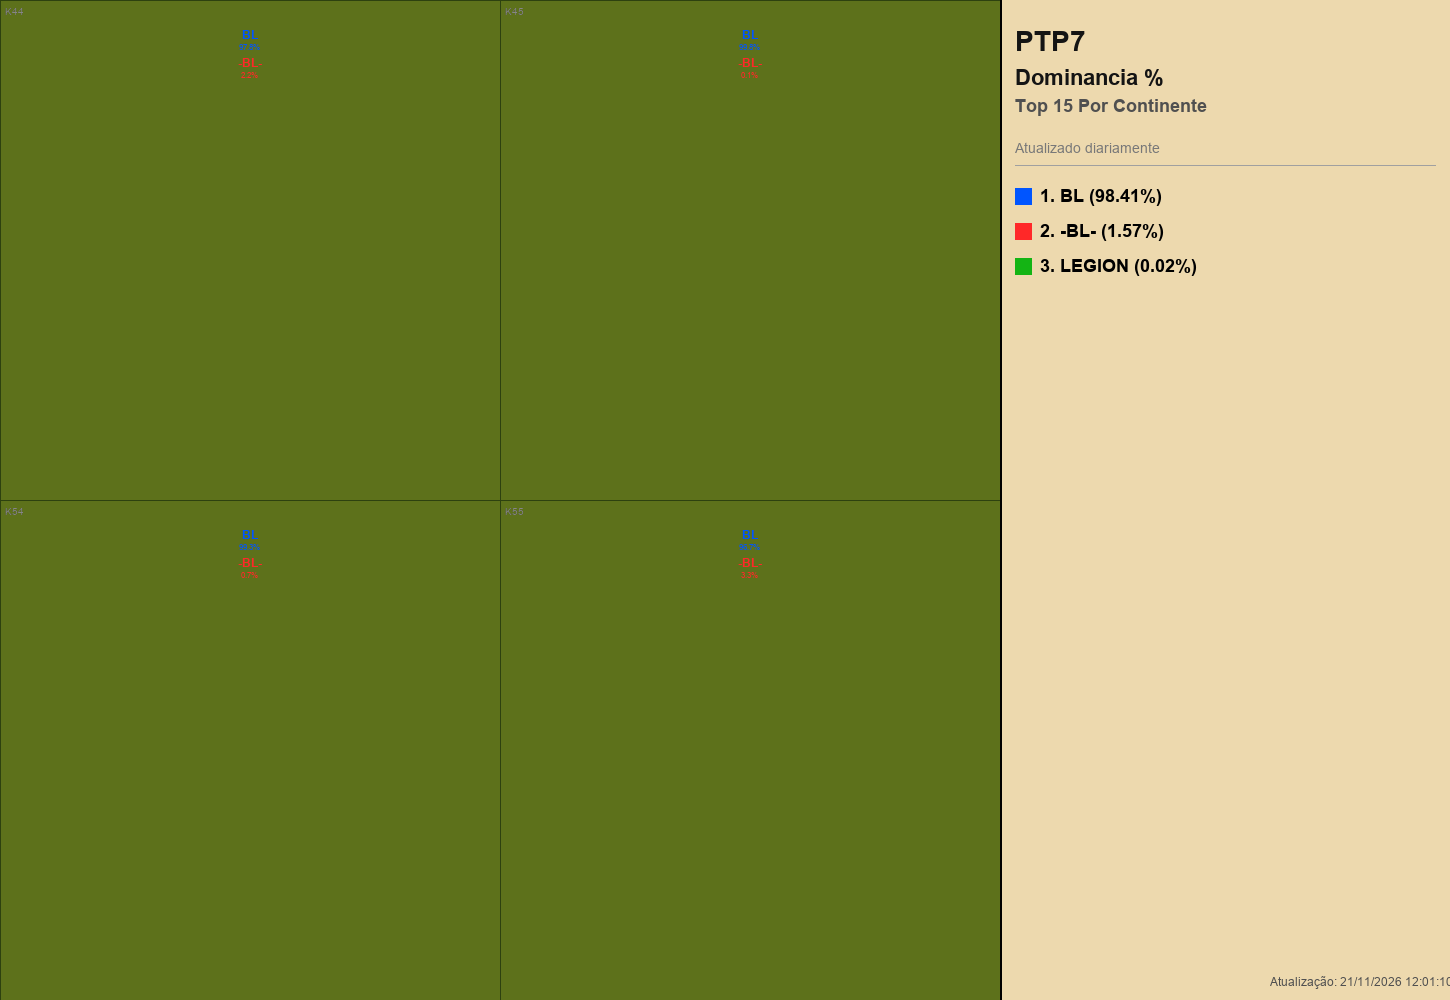 K44
BL
-BL-
K45
BL
-BL-
K54
BL
-BL-
K55
BL
-BL-
PTP7
Dominancia %
Top 15 Por Continente
Atualizado diariamente
1. BL (98.41%)
2. -BL- (1.57%)
3. LEGION (0.02%)
Atualização: 21/11/2026 12:01:10